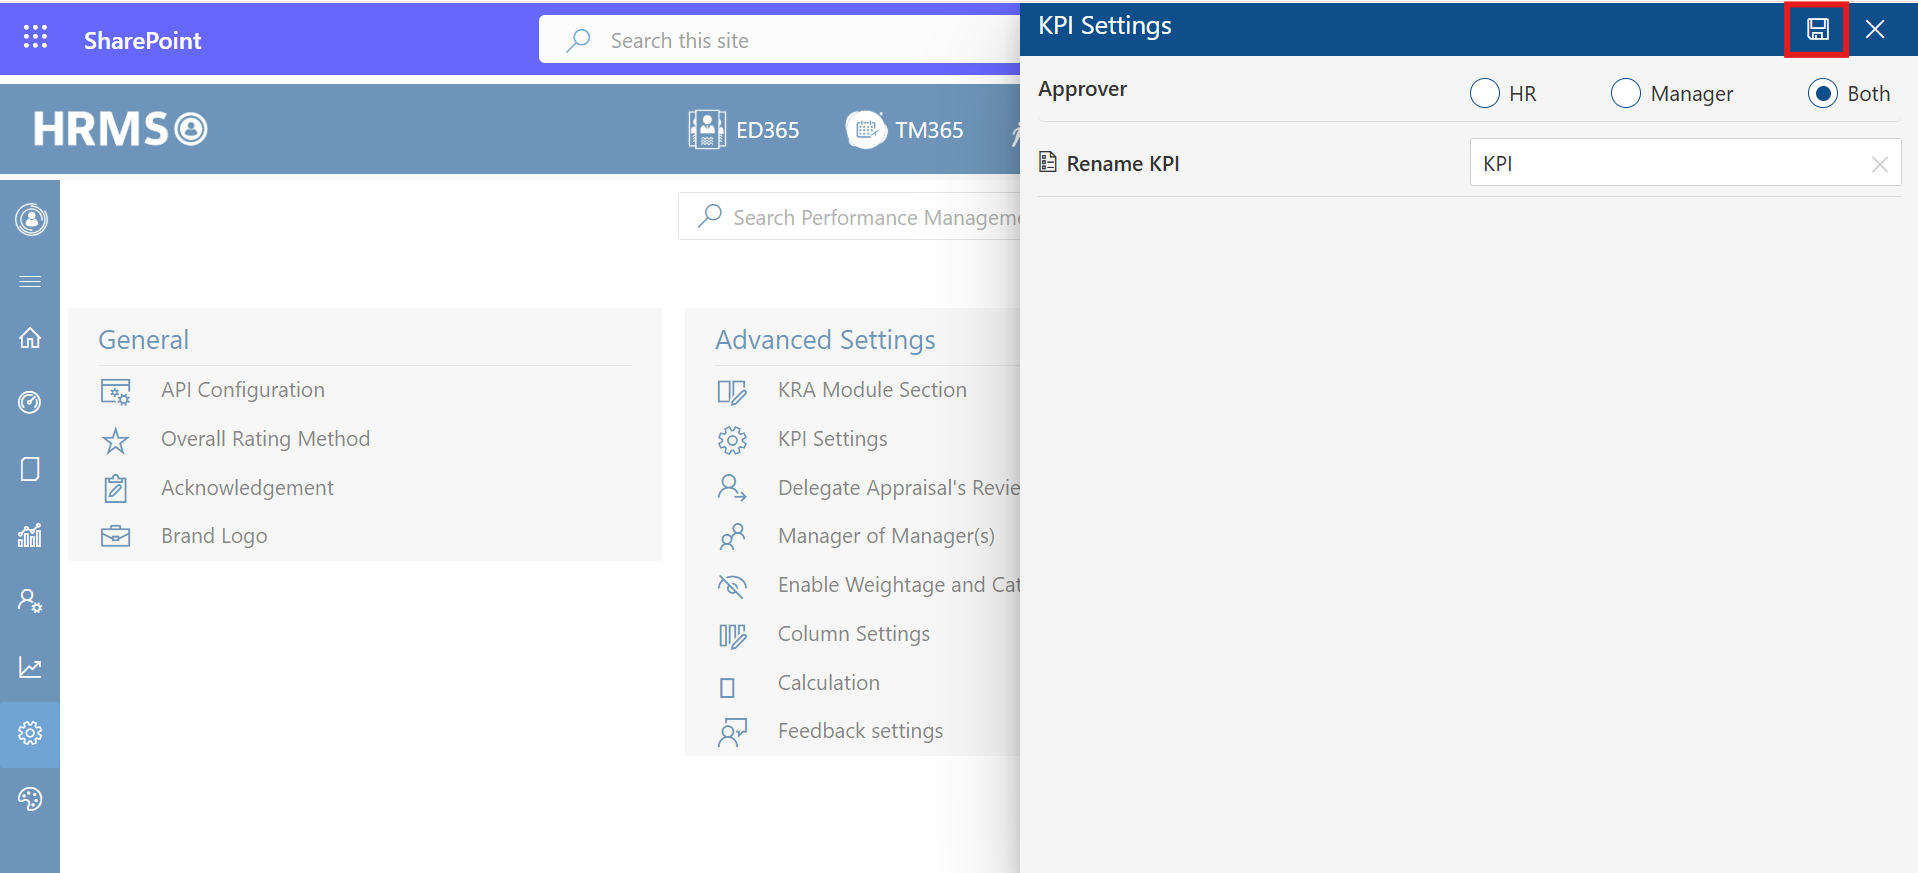 SharePoint
Search this site
KPI Settings
HRMS
ED365
TM365
Approver
HR
Manager
Both
Rename KPI
KPI
Search Performance Managem
General
API Configuration
Overall Rating Method
Acknowledgement
Brand Logo
Advanced Settings
KRA Module Section
KPI Settings
Delegate Appraisal's Revie
Manager of Manager(s)
Enable Weightage and Cat
Column Settings
Calculation
Feedback settings